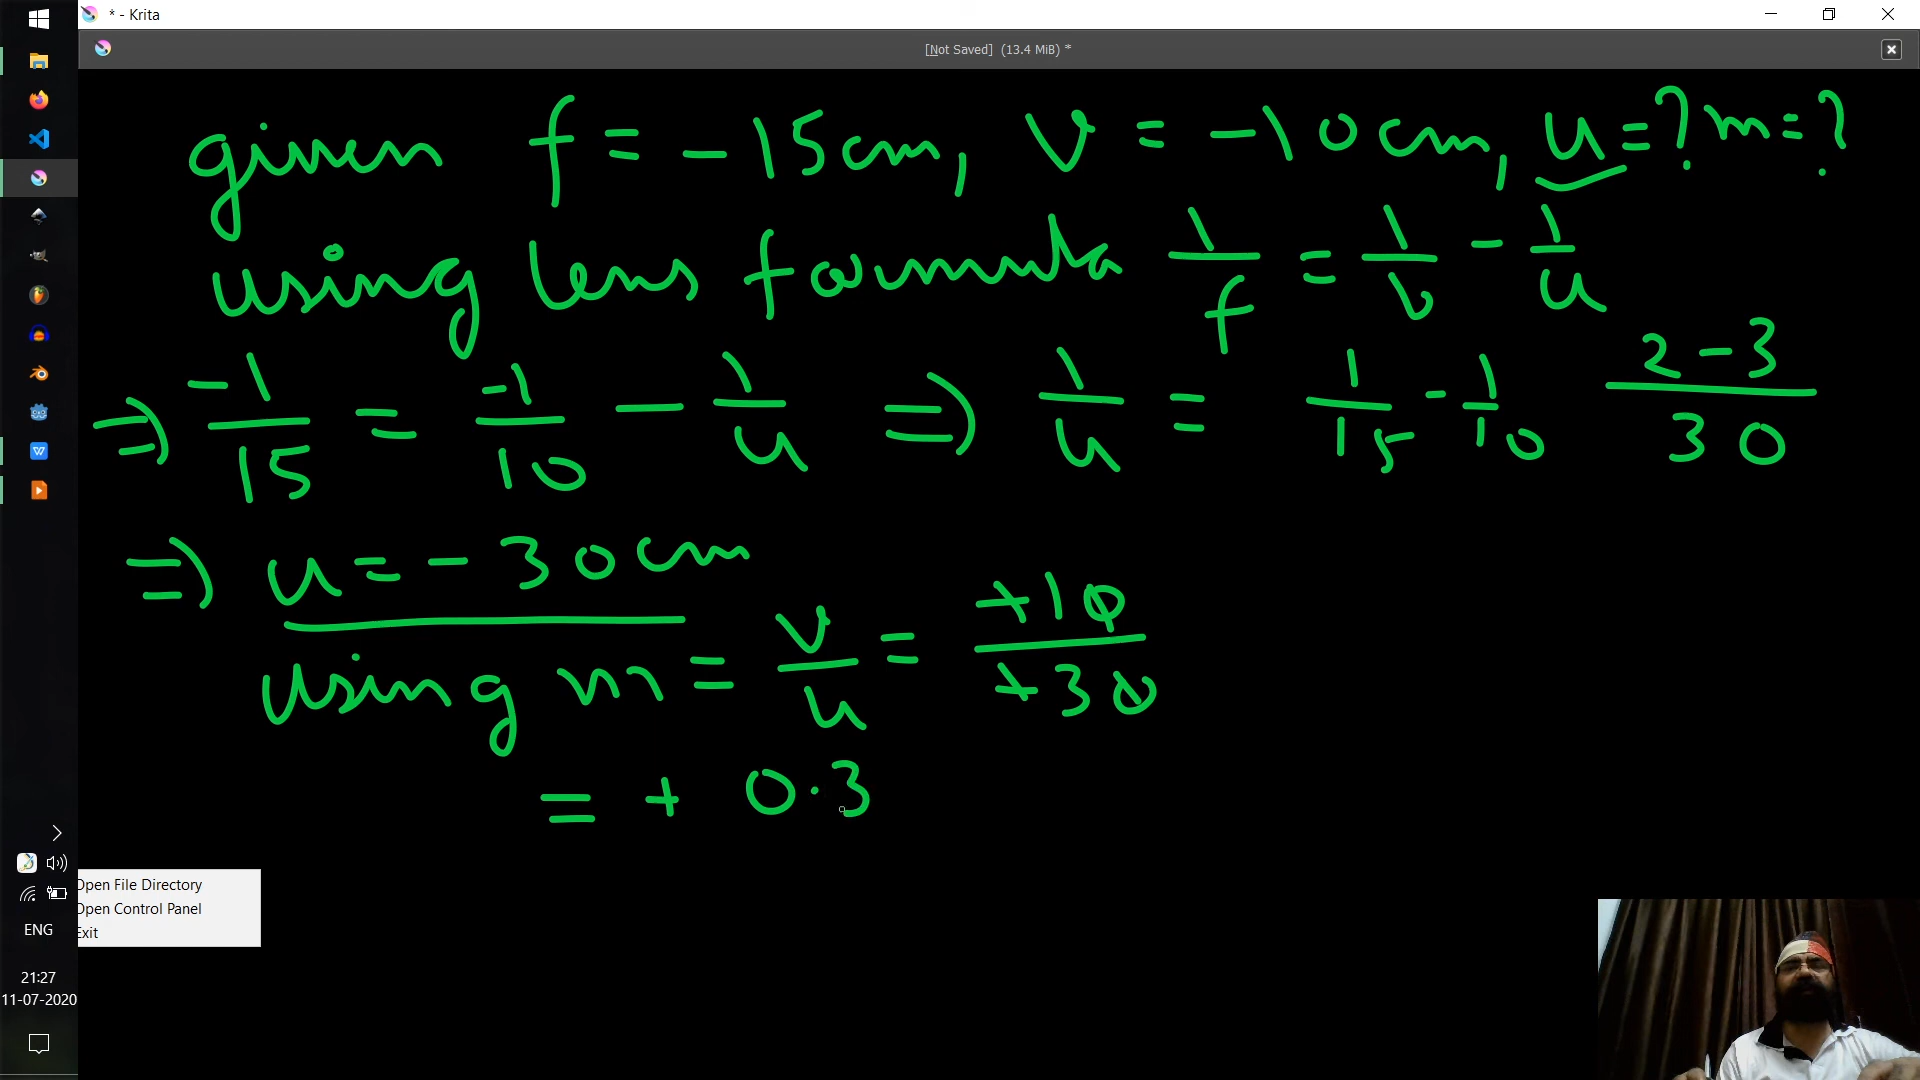 * - Krita
[Not Saved] (13.4 MiB) *
given f = -15cm, v = -10cm, u=? m=?
using lens formula 1/f = 1/v - 1/u
⇒ -1/15 = -1/10 - 1/u ⇒ 1/u = 1/15 - 1/10 2-3/30
⇒ u = -30cm
using m = v/u = +10/+30
= + 0.3
Open File Directory
Open Control Panel
Exit
ENG
21:27
11-07-2020